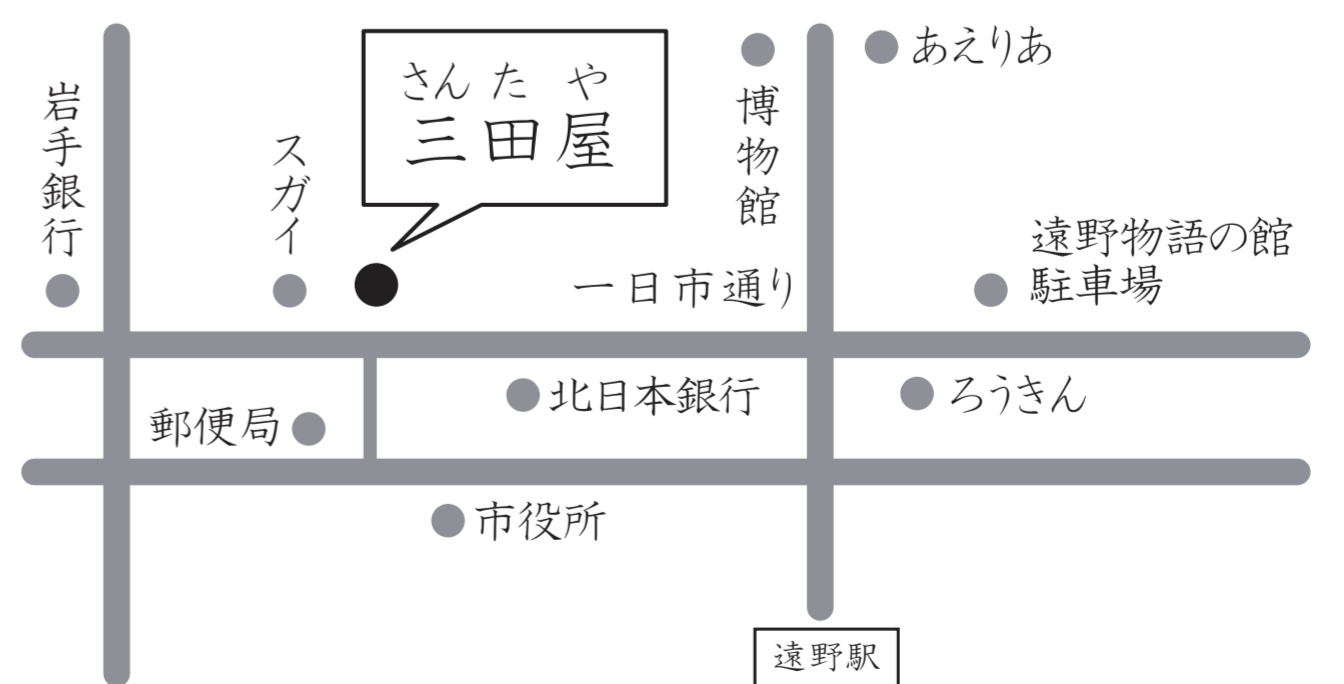 岩手銀行
スガイ
さんたや
三田屋
博物館
あえりあ
一日市通り
遠野物語の館
駐車場
郵便局
北日本銀行
ろうきん
市役所
遠野駅